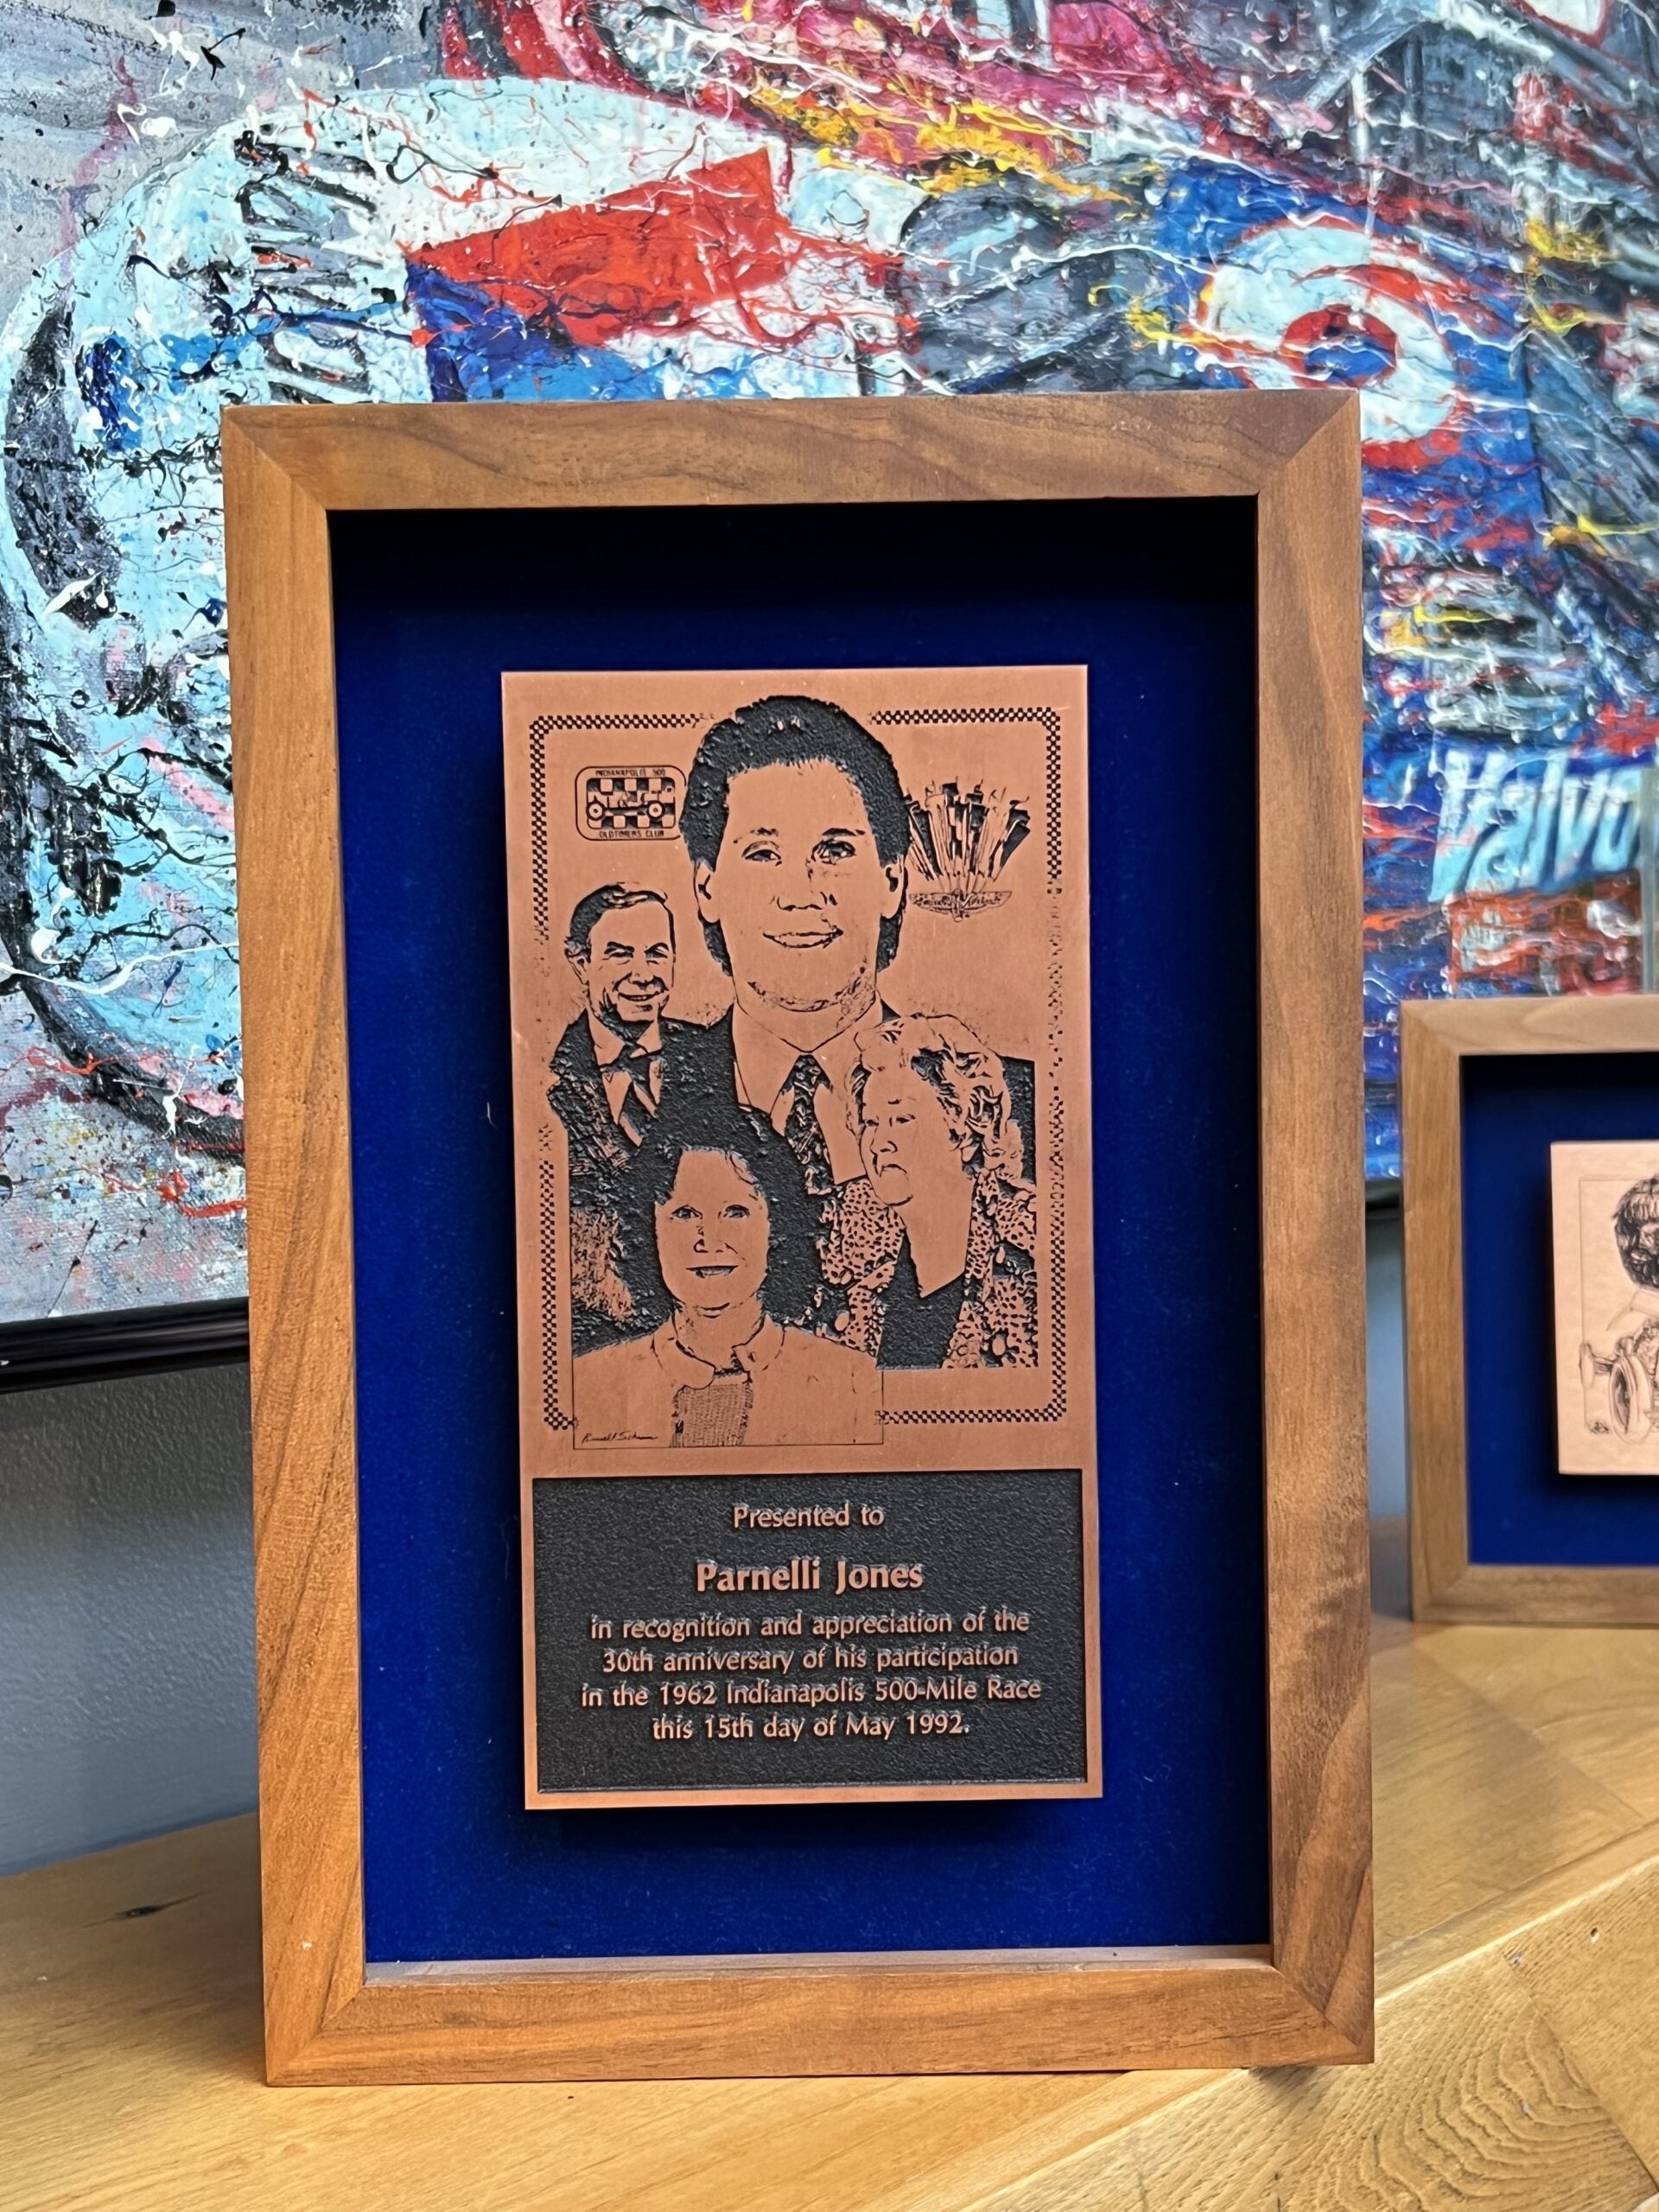 Valvo
INDIANAPOLIS 500
OLDTIMERS CLUB
Presented to
Parnelli Jones
in recognition and appreciation of the
30th anniversary of his participation
in the 1962 Indianapolis 500-Mile Race
this 15th day of May 1992.